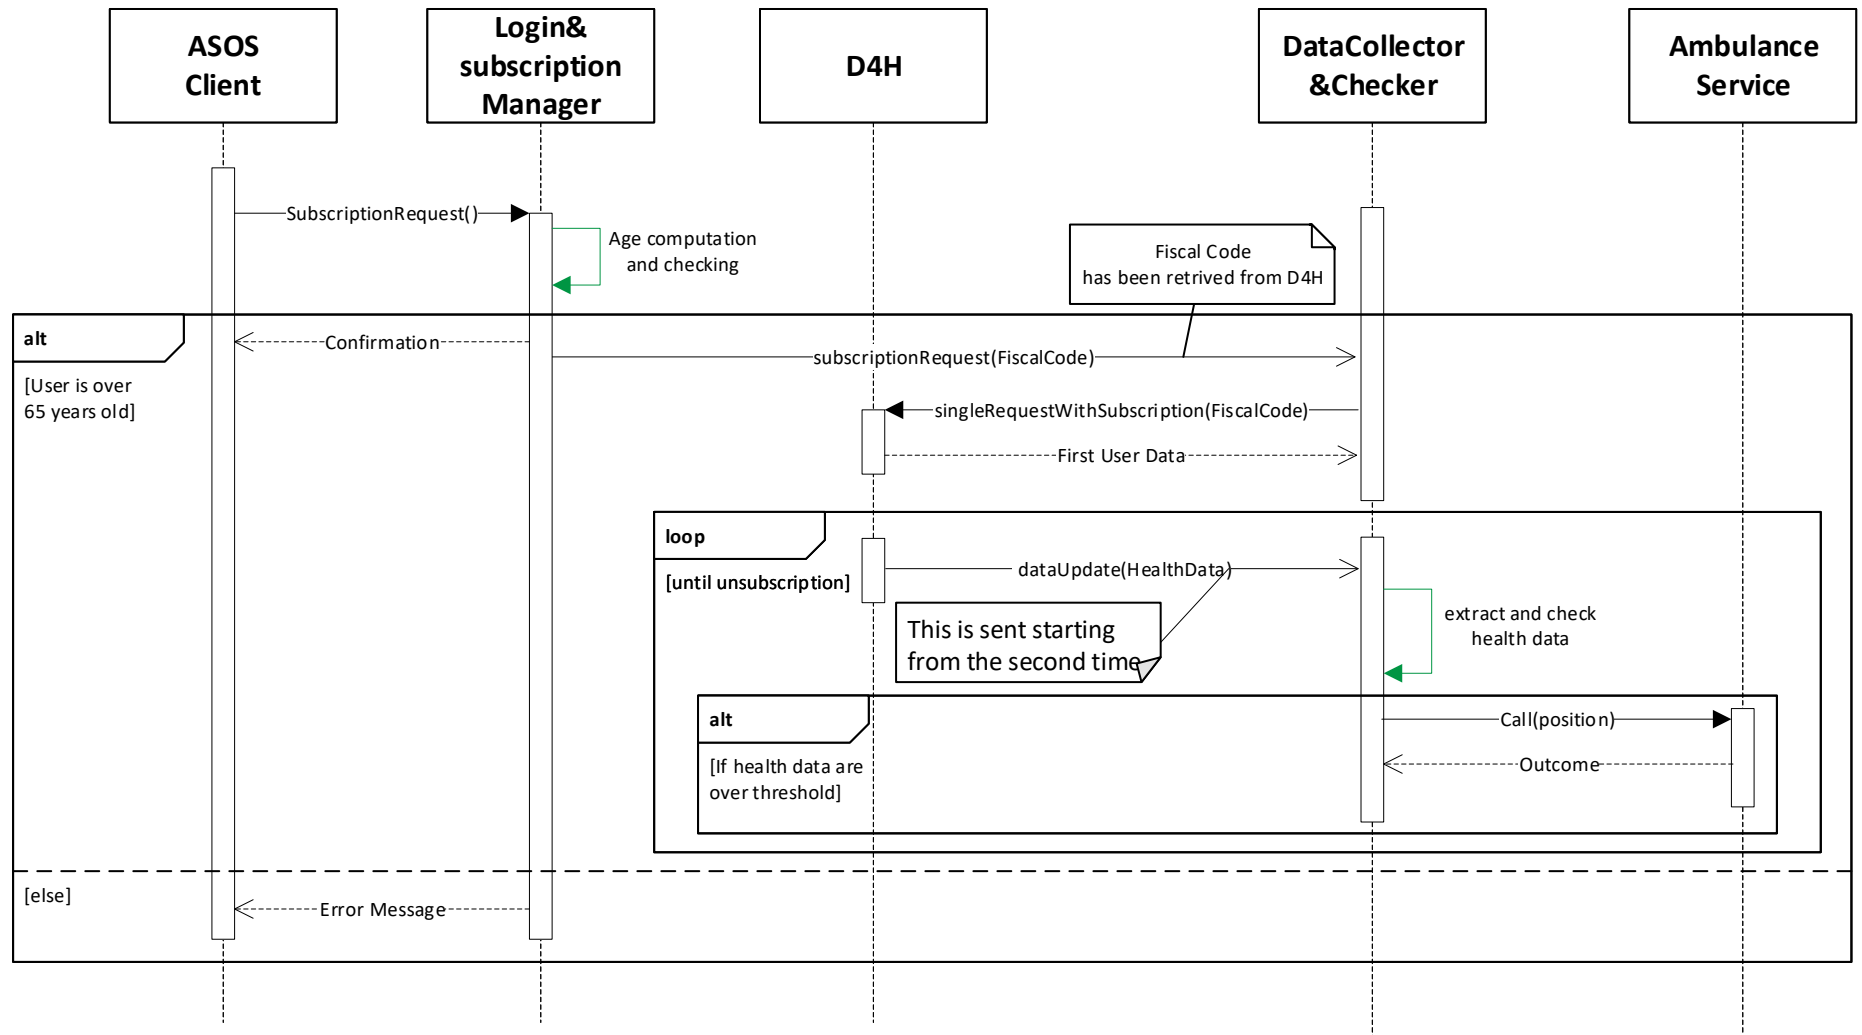 ASOS
Client
Login&
subscription
Manager
D4H
DataCollector
&Checker
Ambulance
Service
SubscriptionRequest()
Age computation
and checking
Fiscal Code
has been retrived from D4H
alt
[User is over
65 years old]
Confirmation
subscriptionRequest(FiscalCode)
singleRequestWithSubscription(FiscalCode)
First User Data
loop
[until unsubscription]
dataUpdate(HealthData)
This is sent starting
from the second time
extract and check
health data
alt
[If health data are
over threshold]
Call(position)
Outcome
[else]
Error Message